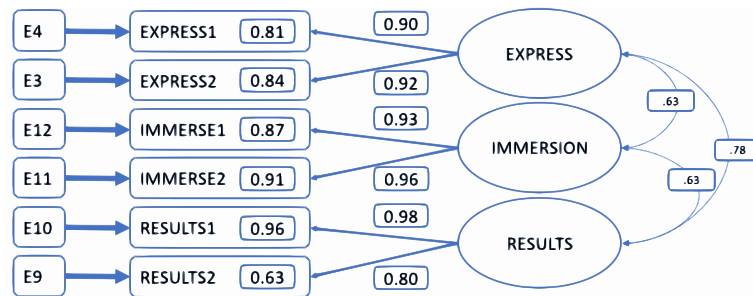 0.90
E4 EXPRESS1 0.81
EXPRESS
E3 EXPRESS2 0.84
0.92
.63
E12 IMMERSE1 0.87
0.93
IMMERSION
.78
E11 IMMERSE2 0.91
0.96
.63
E10 RESULTS1 0.96
0.98
RESULTS
E9 RESULTS2 0.63
0.80